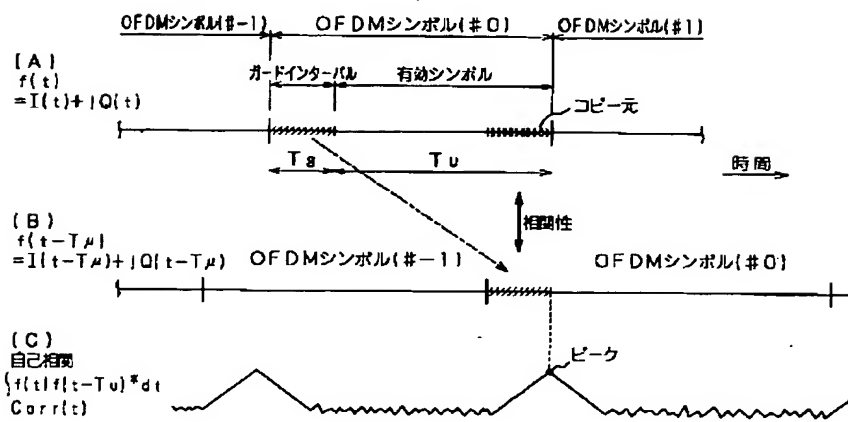 OFDMシンボル(#-1) OFDMシンボル(#0) OFDMシンボル(#1)
[A]
f(t)
=I(t)+jQ(t)
ガードインターバル 有効シンボル
コピー元
Tg Tu
時間
相関性
(B)
f(t-Tμ)
=I(t-Tμ)+jQ(t-Tμ)
OFDMシンボル(#-1) OFDMシンボル(#0)
(C)
自己相関
∫f(t)f(t-Tu)*dt
Corr(t)
ピーク